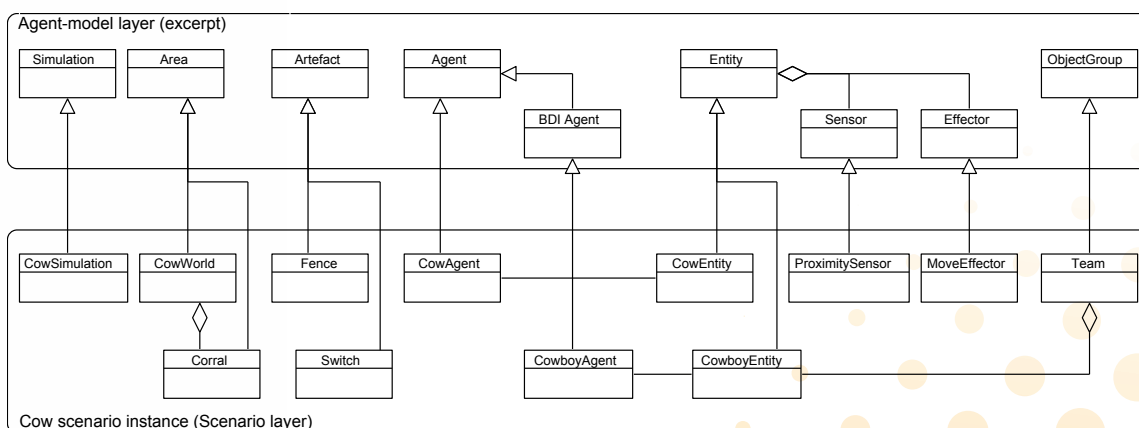 Agent-model layer (excerpt)
Simulation Area Artefact Agent Entity ObjectGroup
BDI Agent Sensor Effector
CowSimulation CowWorld Fence CowAgent CowEntity ProximitySensor MoveEffector Team
Corral Switch CowboyAgent CowboyEntity
Cow scenario instance (Scenario layer)